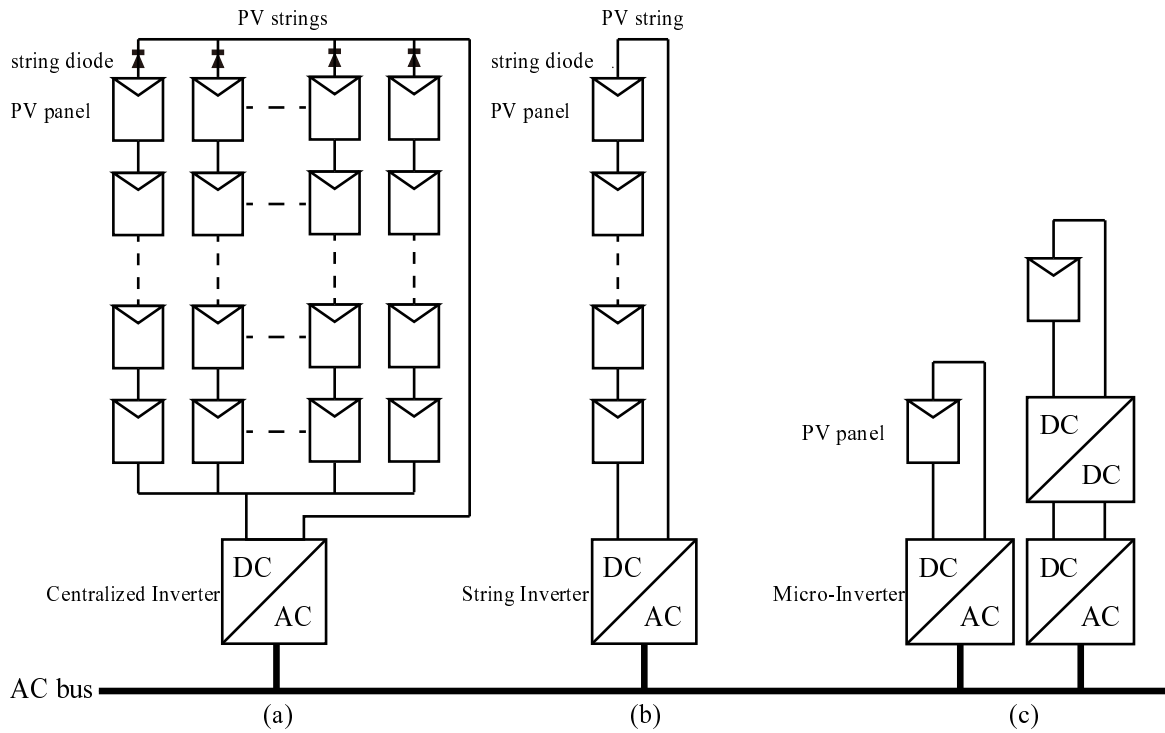 PV strings
string diode
PV panel
DC
AC
Centralized Inverter
PV string
string diode
PV panel
DC
AC
String Inverter
PV panel
DC
AC
Micro-Inverter
DC
DC
DC
AC
AC bus
(a)
(b)
(c)